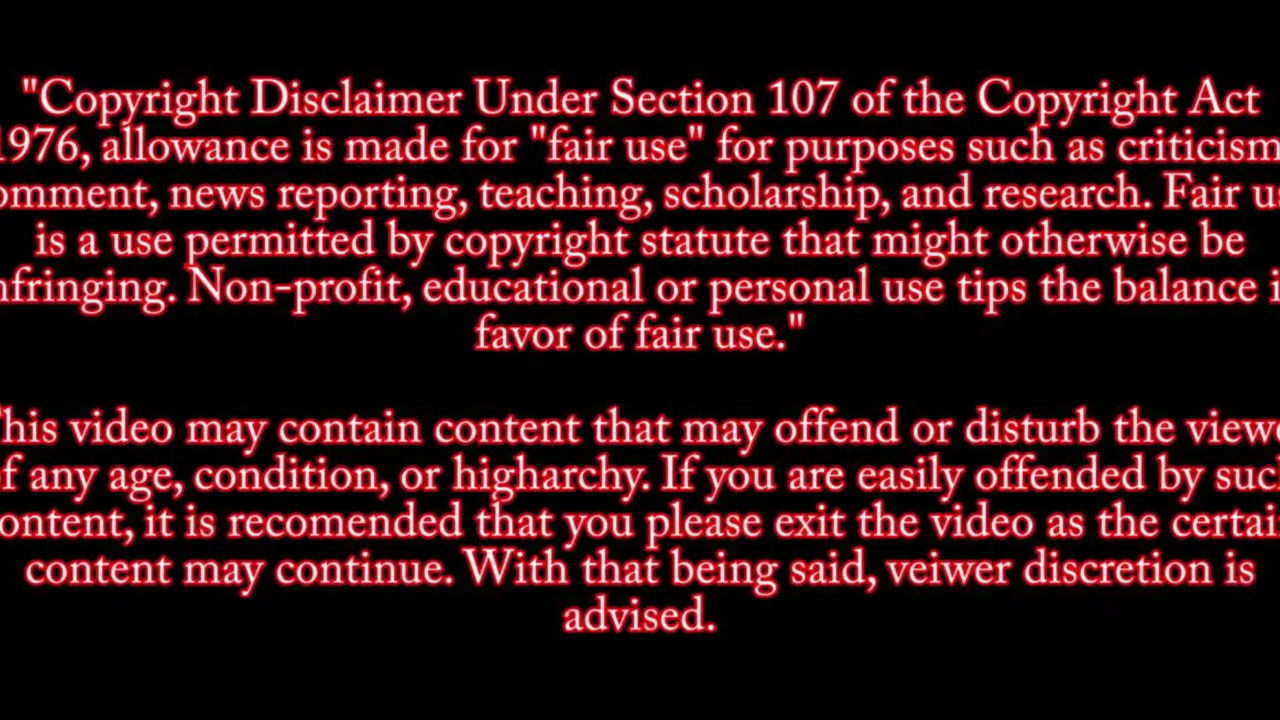 "Copyright Disclaimer Under Section 107 of the Copyright Act
1976, allowance is made for "fair use" for purposes such as criticism
omment, news reporting, teaching, scholarship, and research. Fair u
is a use permitted by copyright statute that might otherwise be
nfringing. Non-profit, educational or personal use tips the balance i
favor of fair use."
his video may contain content that may offend or disturb the viewe
of any age, condition, or higharchy. If you are easily offended by suc
ontent, it is recomended that you please exit the video as the certai
content may continue. With that being said, veiwer discretion is
advised.